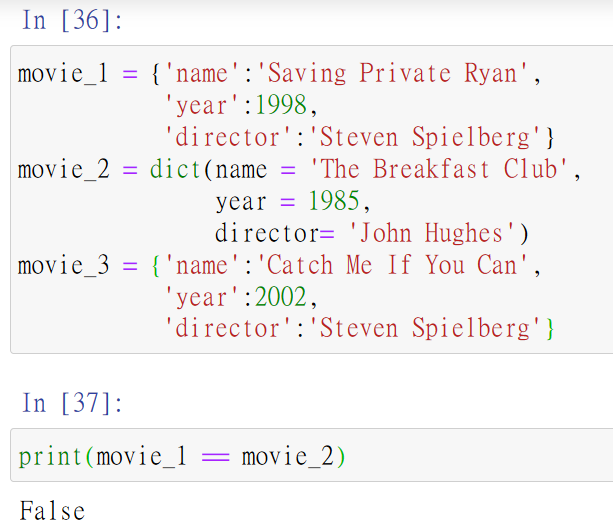 In [36]:
movie_1 = {'name':'Saving Private Ryan',
'year':1998,
'director':'Steven Spielberg'}
movie_2 = dict(name = 'The Breakfast Club',
year = 1985,
director= 'John Hughes')
movie_3 = {'name':'Catch Me If You Can',
'year':2002,
'director':'Steven Spielberg'}
In [37]:
print(movie_1 == movie_2)
False